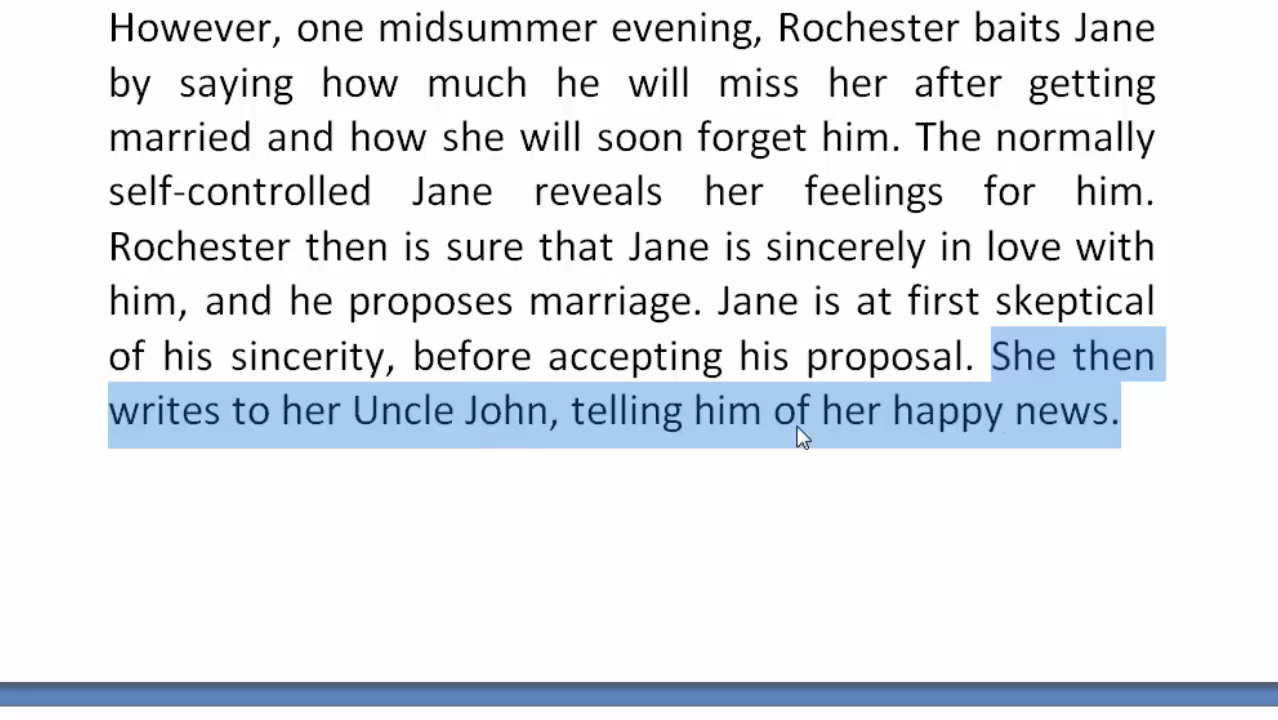 However, one midsummer evening, Rochester baits Jane
by saying how much he will miss her after getting
married and how she will soon forget him. The normally
self-controlled Jane reveals her feelings for him.
Rochester then is sure that Jane is sincerely in love with
him, and he proposes marriage. Jane is at first skeptical
of his sincerity, before accepting his proposal. She then
writes to her Uncle John, telling him of her happy news.